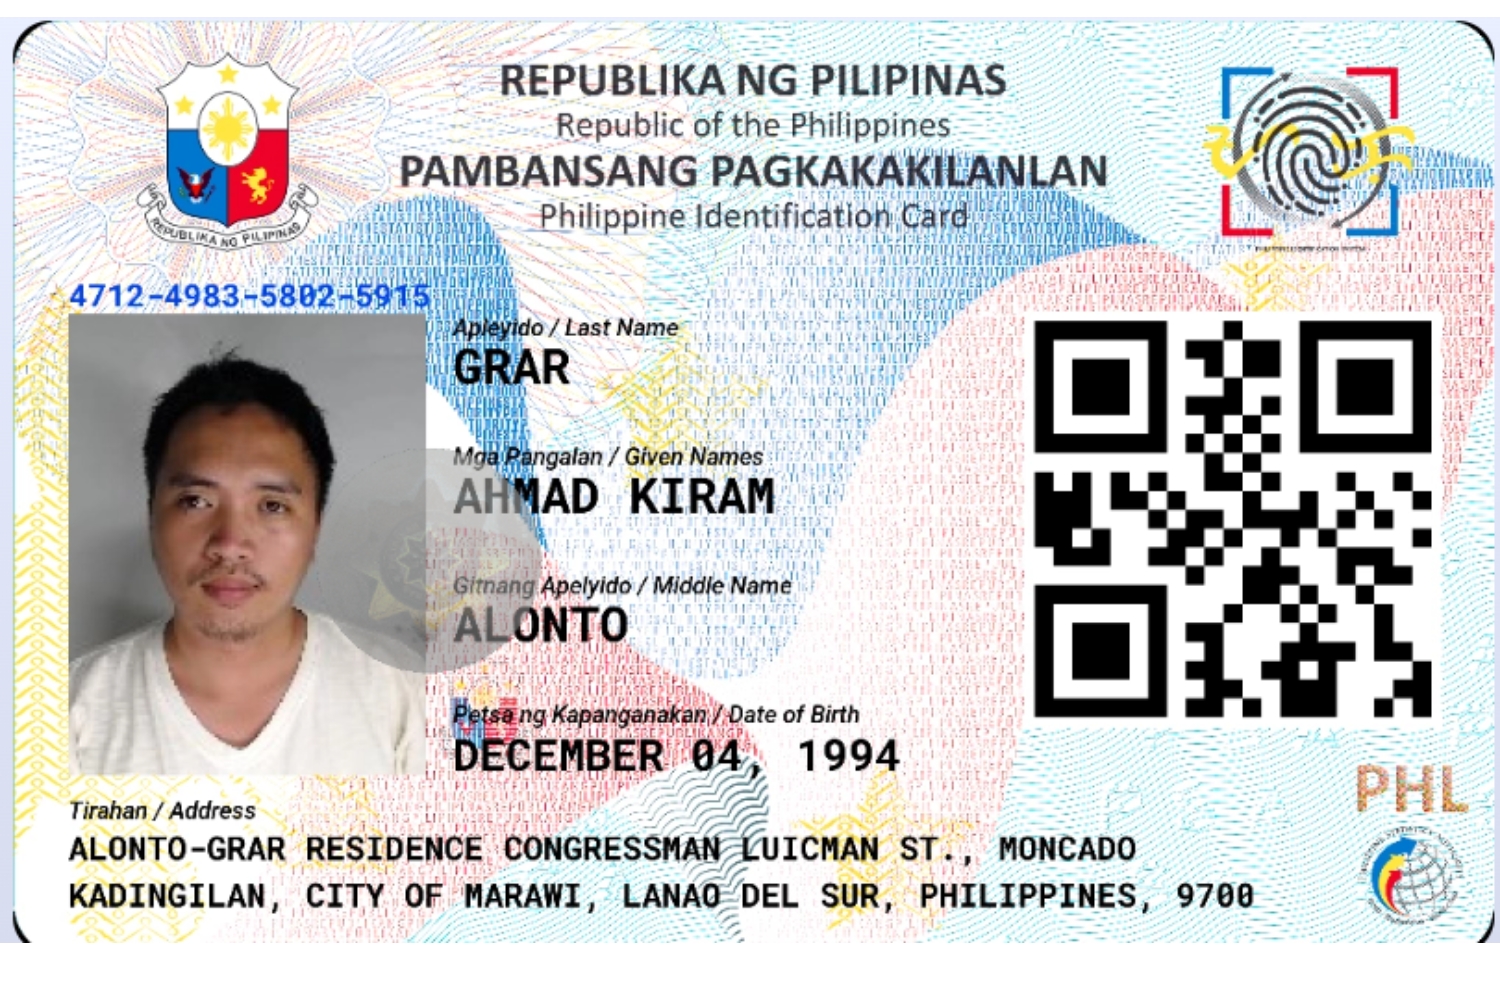 REPUBLIKA NG PILIPINAS
Republic of the Philippines
PAMBANSANG PAGKAKAKILANLAN
Philippine Identification Card
REPUBLIKA NG PILIPINAS
4712-4983-5802-5915
Apleyido / Last Name
GRAR
Mga Pangalan / Given Names
AHMAD KIRAM
Gitnang Apelyido / Middle Name
ALONTO
Petsa ng Kapanganakan / Date of Birth
DECEMBER 04, 1994
PHL
Tirahan / Address
ALONTO-GRAR RESIDENCE CONGRESSMAN LUICMAN ST., MONCADO
KADINGILAN, CITY OF MARAWI, LANAO DEL SUR, PHILIPPINES, 9700